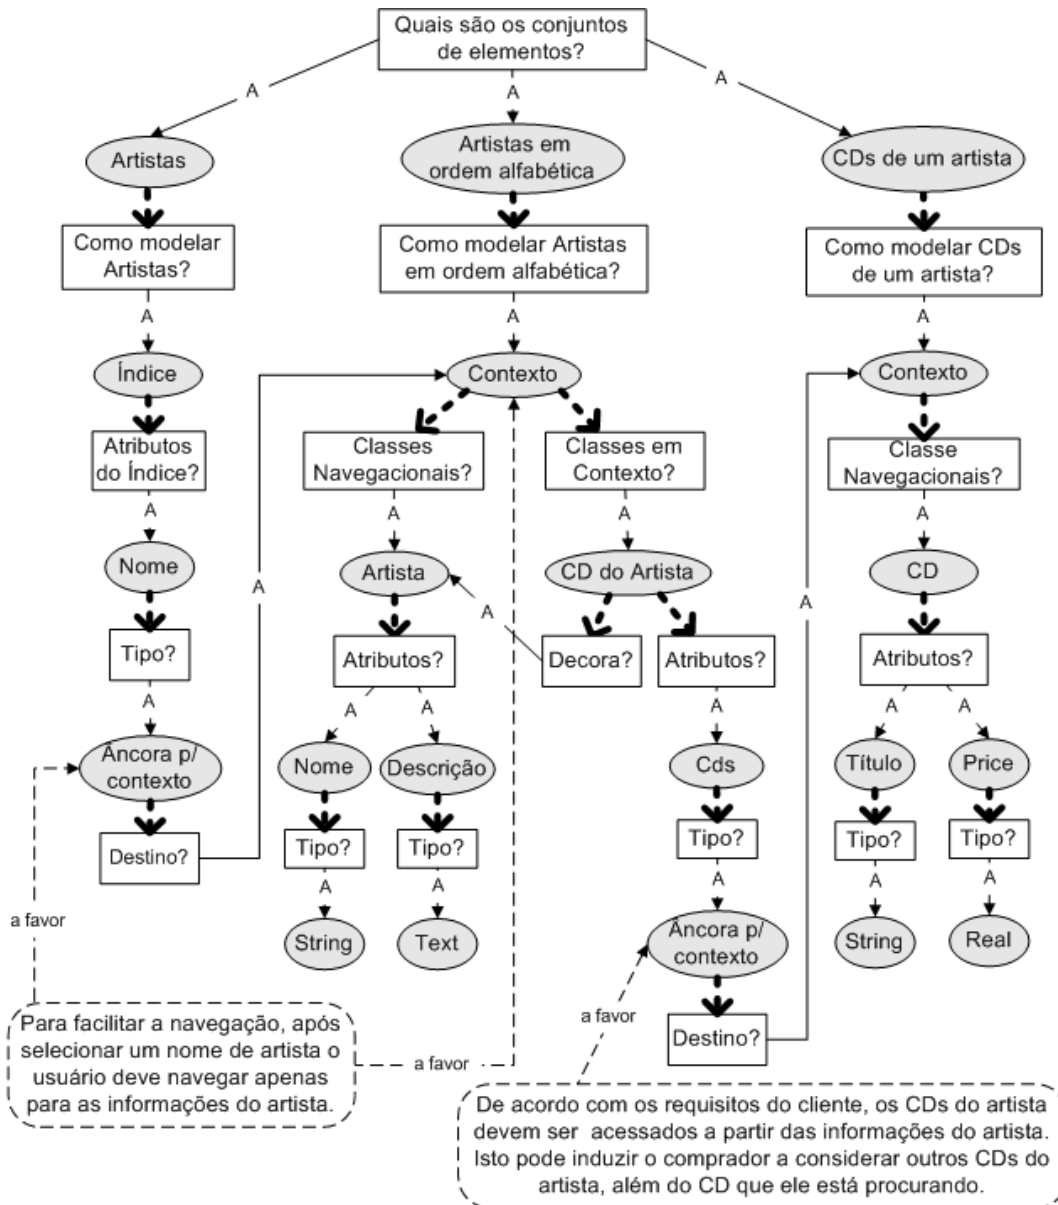 Quais são os conjuntos
de elementos?
A
A
A
Artistas
Artistas em
ordem alfabética
CDs de um artista
Como modelar
Artistas?
Como modelar Artistas
em ordem alfabética?
Como modelar CDs
de um artista?
A
A
A
Índice
Contexto
Contexto
Atributos
do Índice?
Classes
Navegacionais?
Classes em
Contexto?
Classe
Navegacionais?
A
A
A
A
Nome
Artista
CD do Artista
CD
A
A
A
Tipo?
Atributos?
Decora?
Atributos?
Atributos?
A
A
A
A
A
A
Âncora p/
contexto
Nome
Descrição
Cds
Título
Price
Destino?
Tipo?
Tipo?
Tipo?
Tipo?
Tipo?
A
A
A
A
A
a favor
String
Text
Âncora p/
contexto
String
Real
Para facilitar a navegação, após
selecionar um nome de artista o
usuário deve navegar apenas
para as informações do artista.
a favor
a favor
Destino?
De acordo com os requisitos do cliente, os CDs do artista
devem ser acessados a partir das informações do artista.
Isto pode induzir o comprador a considerar outros CDs do
artista, além do CD que ele está procurando.